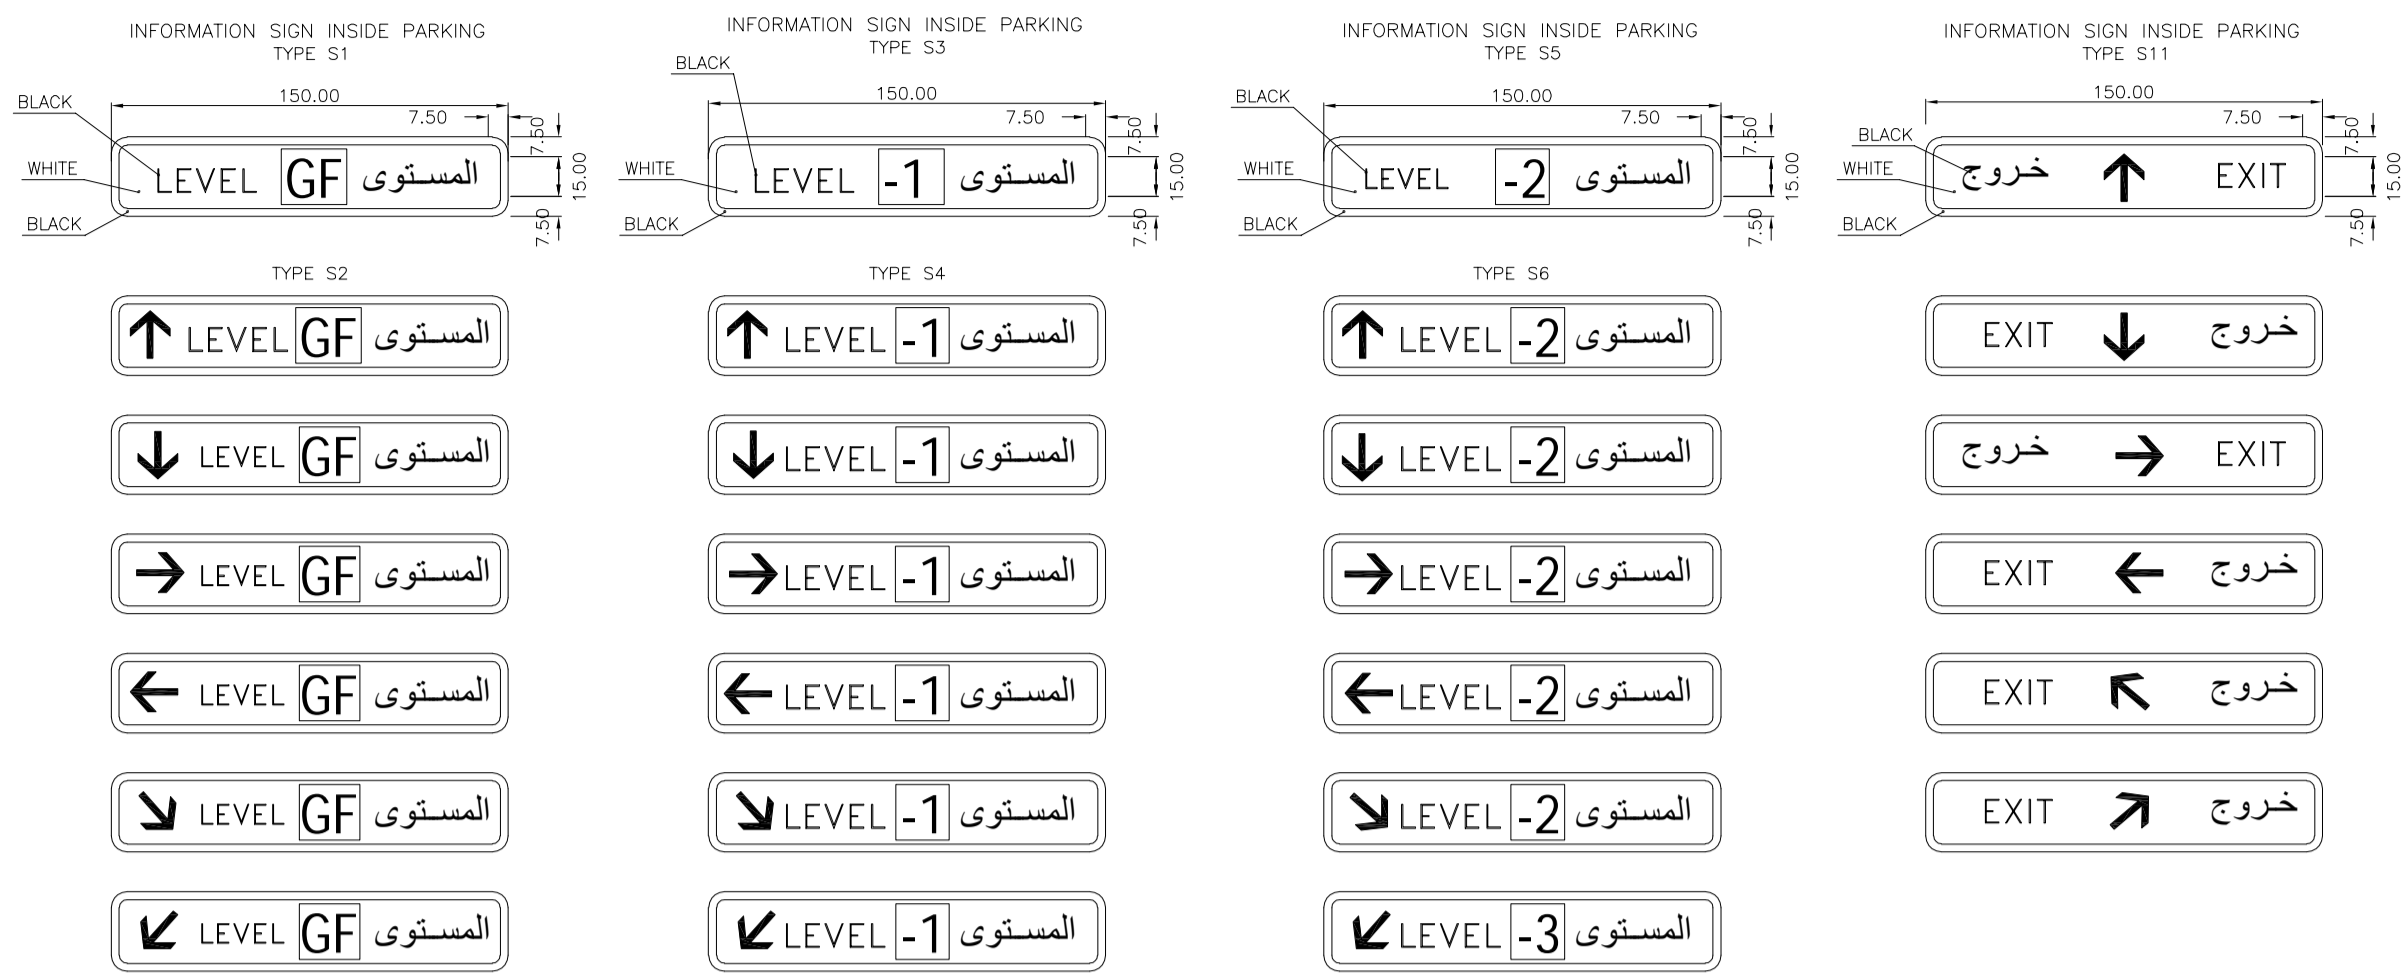 INFORMATION SIGN INSIDE PARKING
TYPE S1
BLACK
150.00
7.50
7.50
WHITE
LEVEL GF المستوى
15.00
BLACK
7.50
TYPE S2
LEVEL GF المستوى
LEVEL GF المستوى
LEVEL GF المستوى
LEVEL GF المستوى
LEVEL GF المستوى
LEVEL GF المستوى
INFORMATION SIGN INSIDE PARKING
TYPE S3
BLACK
150.00
7.50
7.50
WHITE
LEVEL -1 المستوى
15.00
BLACK
7.50
TYPE S4
LEVEL -1 المستوى
LEVEL -1 المستوى
LEVEL -1 المستوى
LEVEL -1 المستوى
LEVEL -1 المستوى
LEVEL -1 المستوى
INFORMATION SIGN INSIDE PARKING
TYPE S5
BLACK
150.00
7.50
7.50
WHITE
LEVEL -2 المستوى
15.00
BLACK
7.50
TYPE S6
LEVEL -2 المستوى
LEVEL -2 المستوى
LEVEL -2 المستوى
LEVEL -2 المستوى
LEVEL -2 المستوى
LEVEL -3 المستوى
INFORMATION SIGN INSIDE PARKING
TYPE S11
150.00
7.50
7.50
BLACK
WHITE
خروج EXIT
15.00
BLACK
7.50
EXIT خروج
خروج EXIT
EXIT خروج
EXIT خروج
EXIT خروج